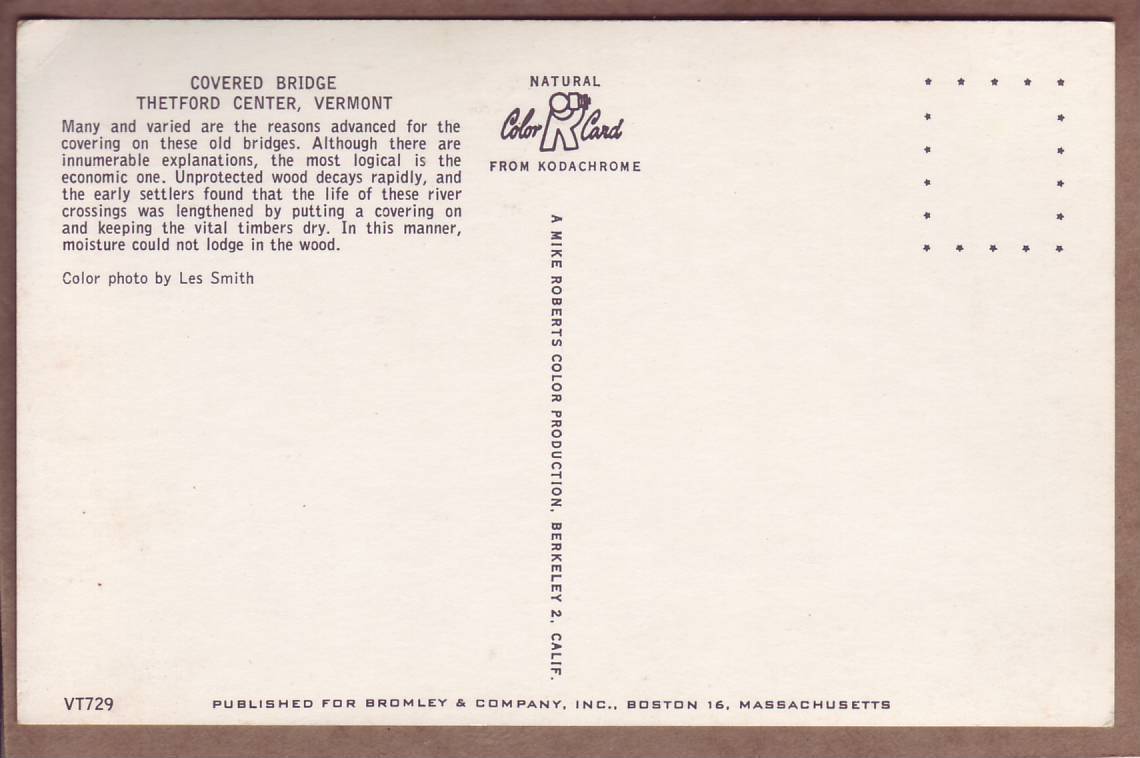 COVERED BRIDGE
THETFORD CENTER, VERMONT
Many and varied are the reasons advanced for the
covering on these old bridges. Although there are
innumerable explanations, the most logical is the
economic one. Unprotected wood decays rapidly, and
the early settlers found that the life of these river
crossings was lengthened by putting a covering on
and keeping the vital timbers dry. In this manner,
moisture could not lodge in the wood.
Color photo by Les Smith
NATURAL
Color Card
FROM KODACHROME
A MIKE ROBERTS COLOR PRODUCTION, BERKELEY 2, CALIF.
VT729
PUBLISHED FOR BROMLEY & COMPANY, INC., BOSTON 16, MASSACHUSETTS